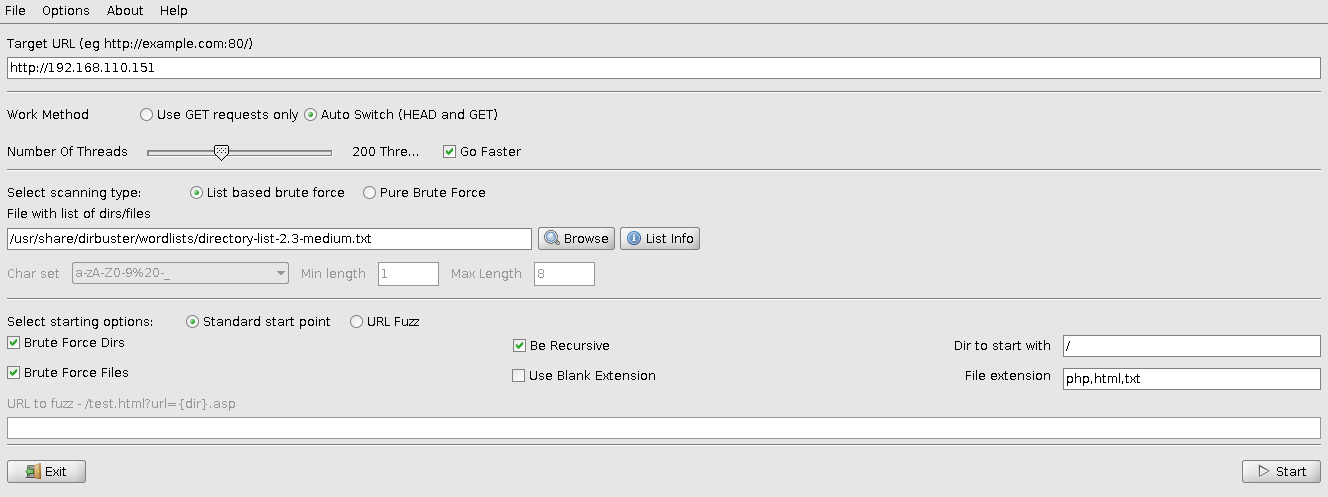 File Options About Help
Target URL (eg http://example.com:80/)
http://192.168.110.151
Work Method Use GET requests only Auto Switch (HEAD and GET)
Number Of Threads 200 Thre... Go Faster
Select scanning type: List based brute force Pure Brute Force
File with list of dirs/files
/usr/share/dirbuster/wordlists/directory-list-2.3-medium.txt Browse List Info
Char set a-zA-Z0-9%20-_ Min length 1 Max Length 8
Select starting options: Standard start point URL Fuzz
Brute Force Dirs Be Recursive Dir to start with /
Brute Force Files Use Blank Extension File extension php,html,txt
URL to fuzz - /test.html?url={dir}.asp
Exit Start